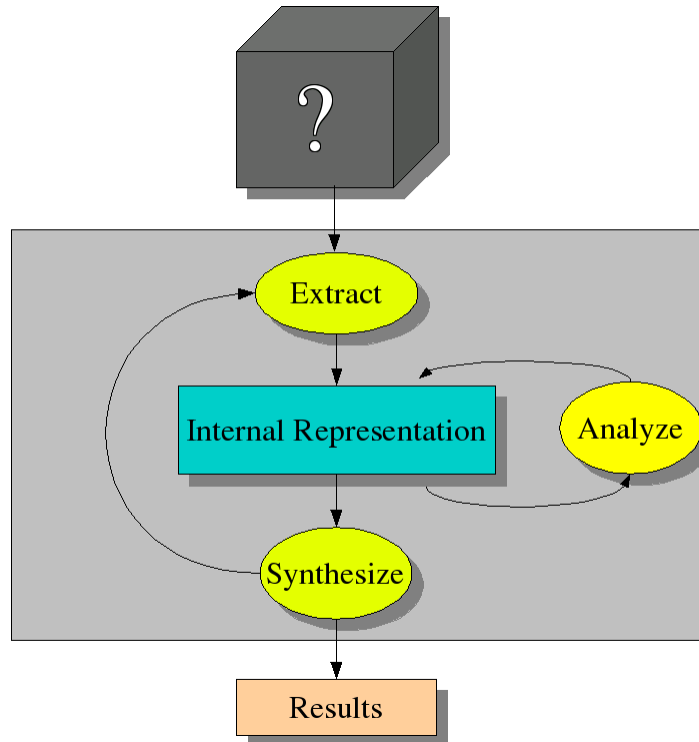 ?
Extract
Internal Representation
Analyze
Synthesize
Results